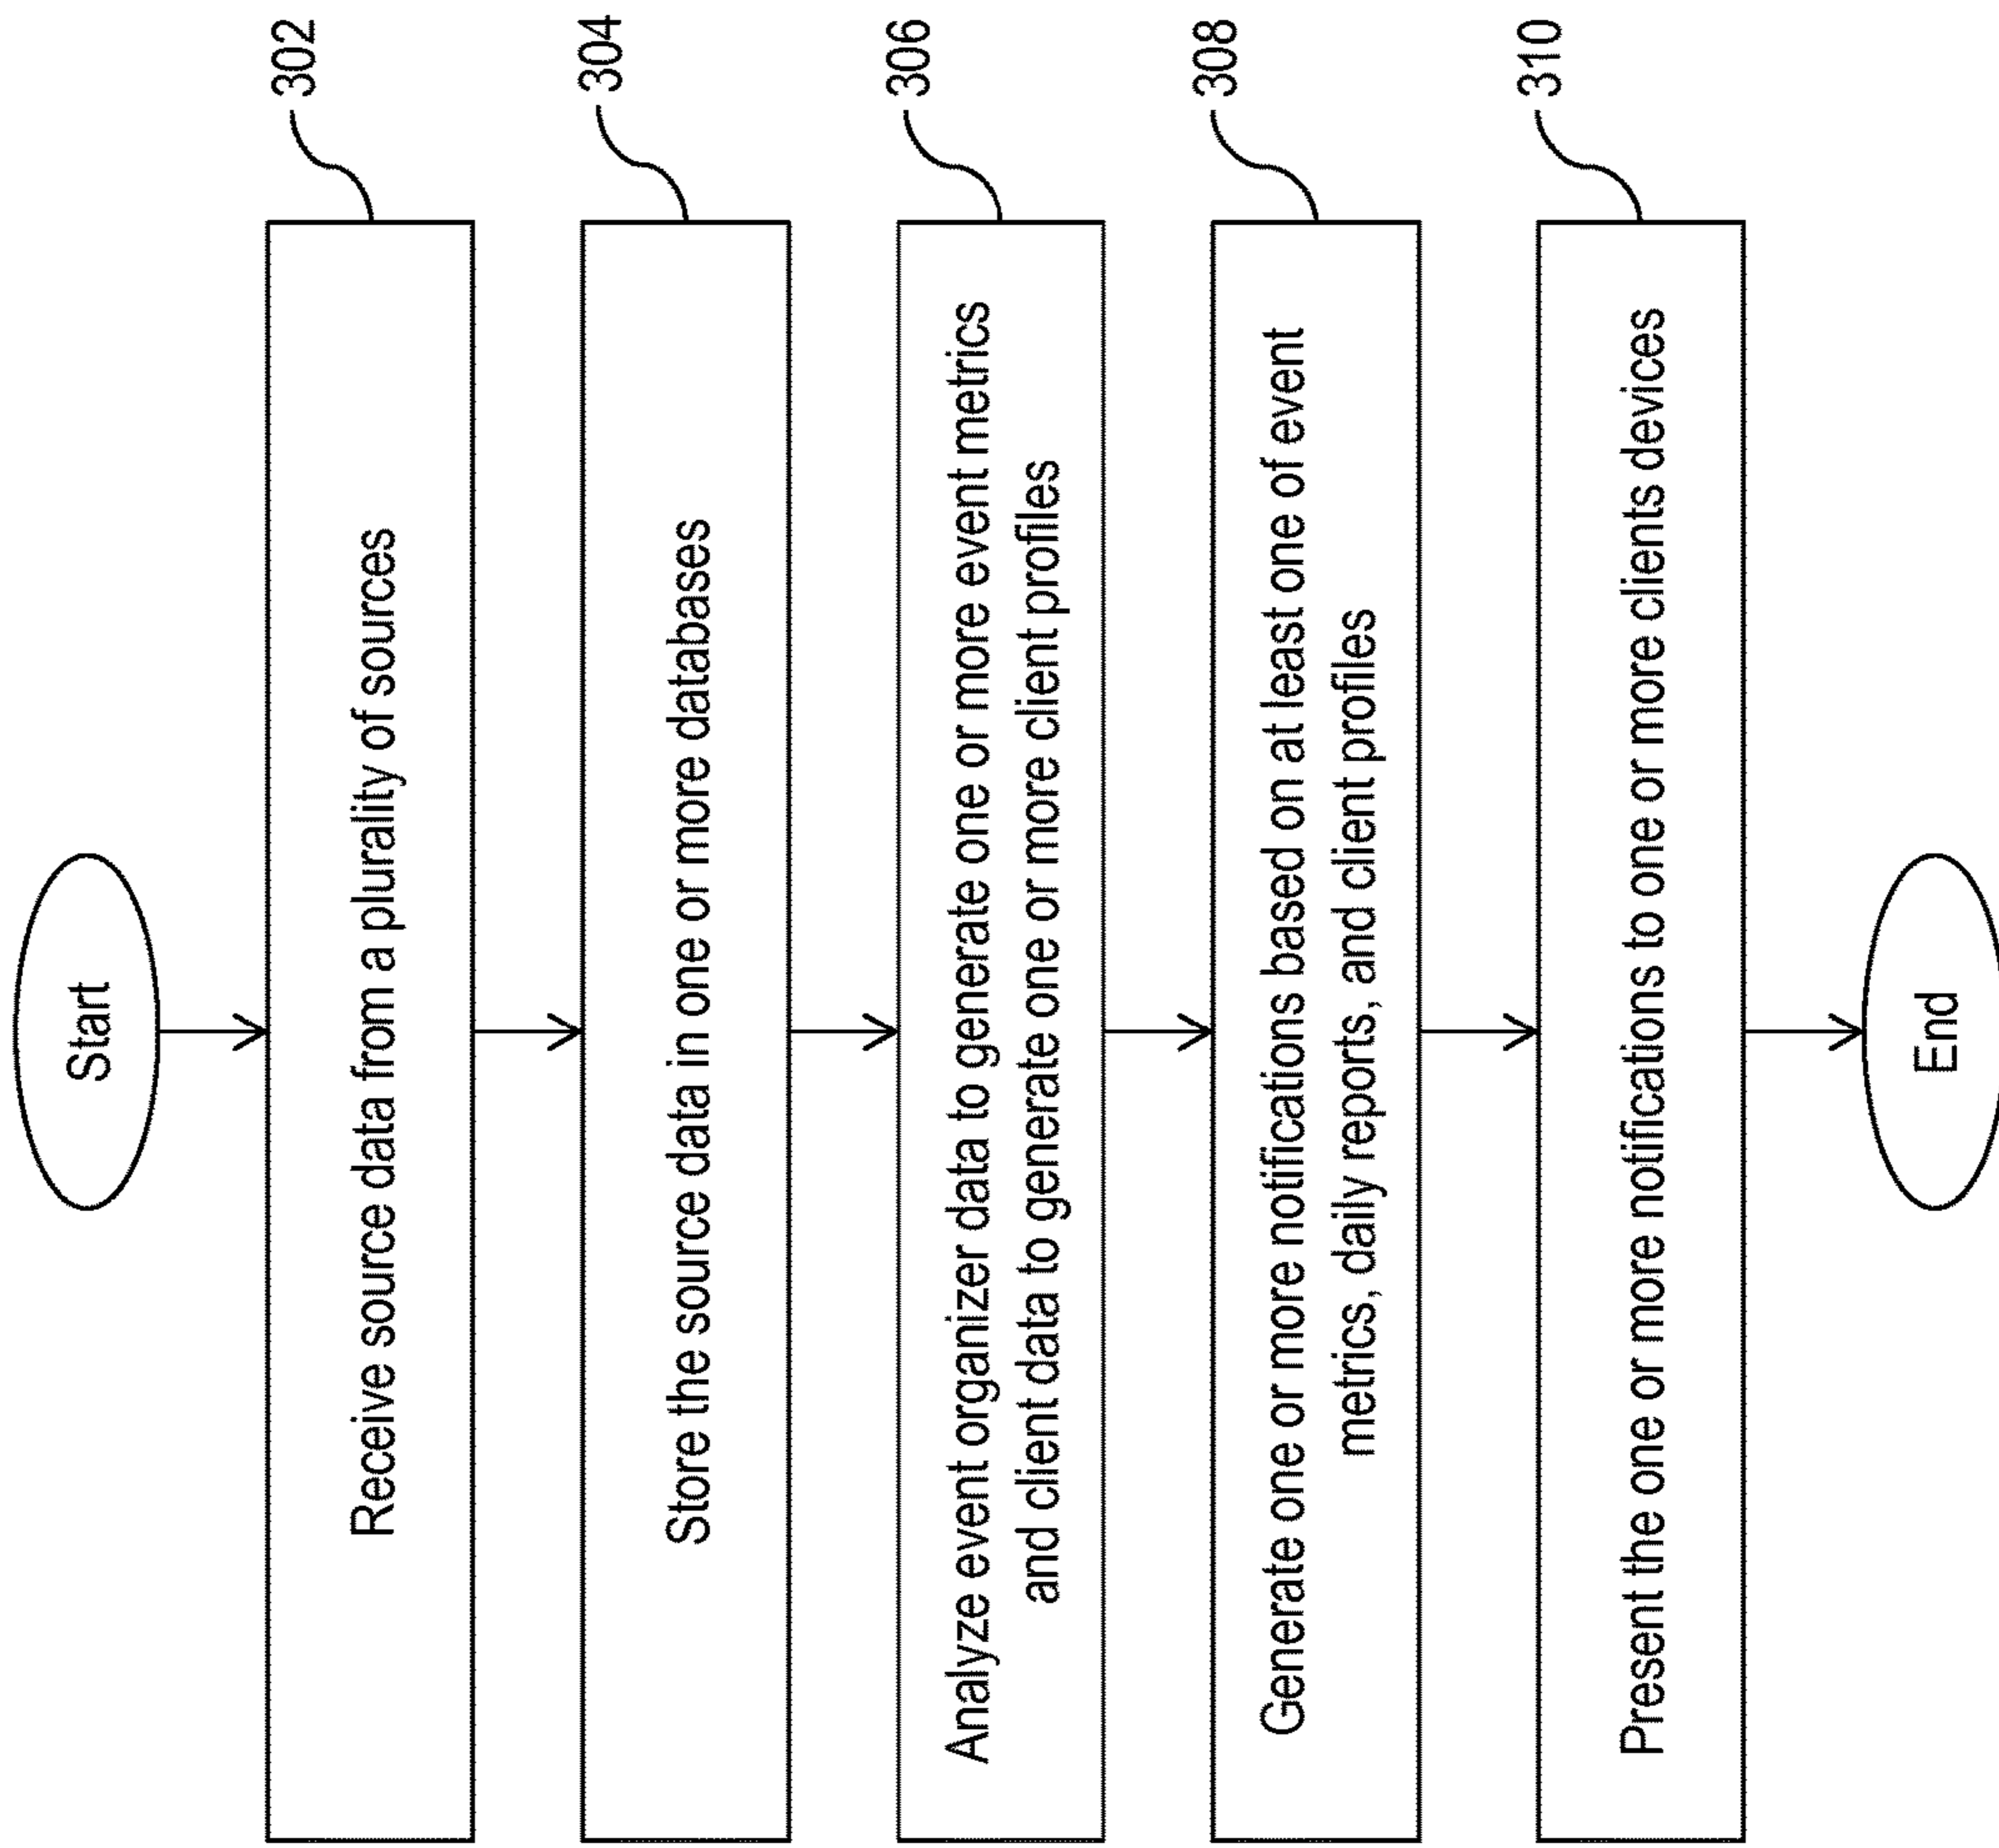 Start
Receive source data from a plurality of sources
302
Store the source data in one or more databases
304
Analyze event organizer data to generate one or more event metrics
and client data to generate one or more client profiles
306
Generate one or more notifications based on at least one of event
metrics, daily reports, and client profiles
308
Present the one or more notifications to one or more clients devices
310
End